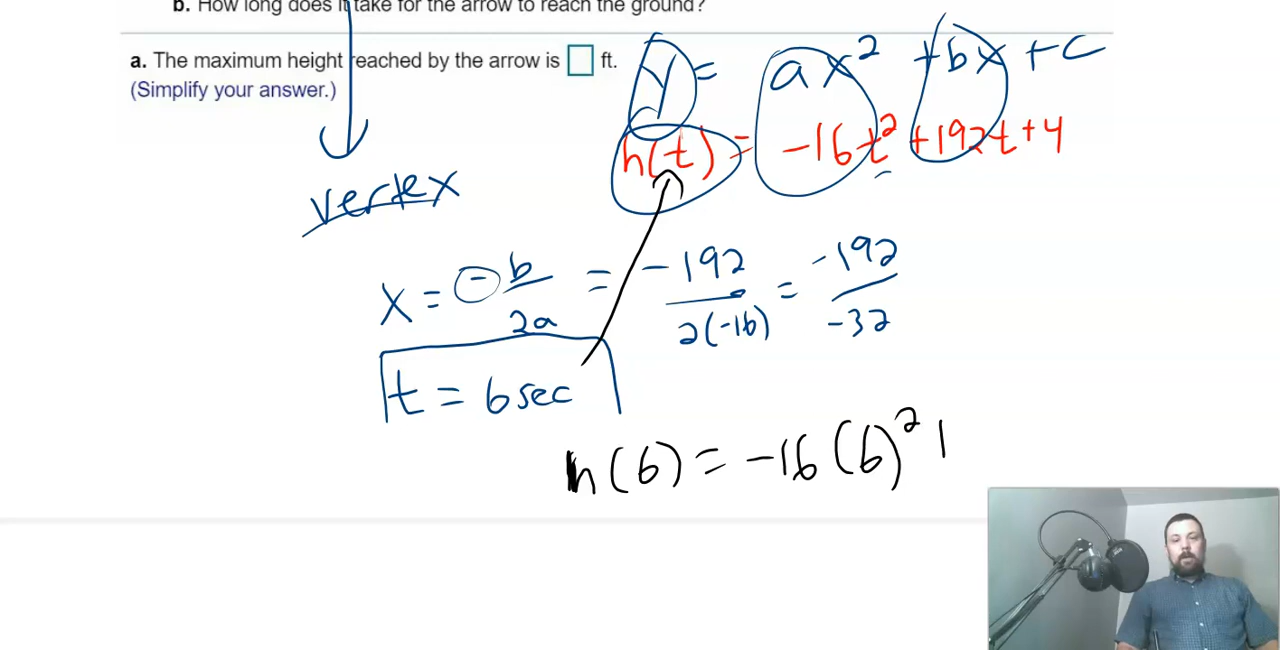 b. How long does it take for the arrow to reach the ground?
a. The maximum height reached by the arrow is ft.
(Simplify your answer.)
y = ax² + bx + c
h(t) = -16t² + 192t + 4
vertex
x = - b/2a = -192/2(-16) = -192/-32
t = 6 sec
h(6) = -16(6)²